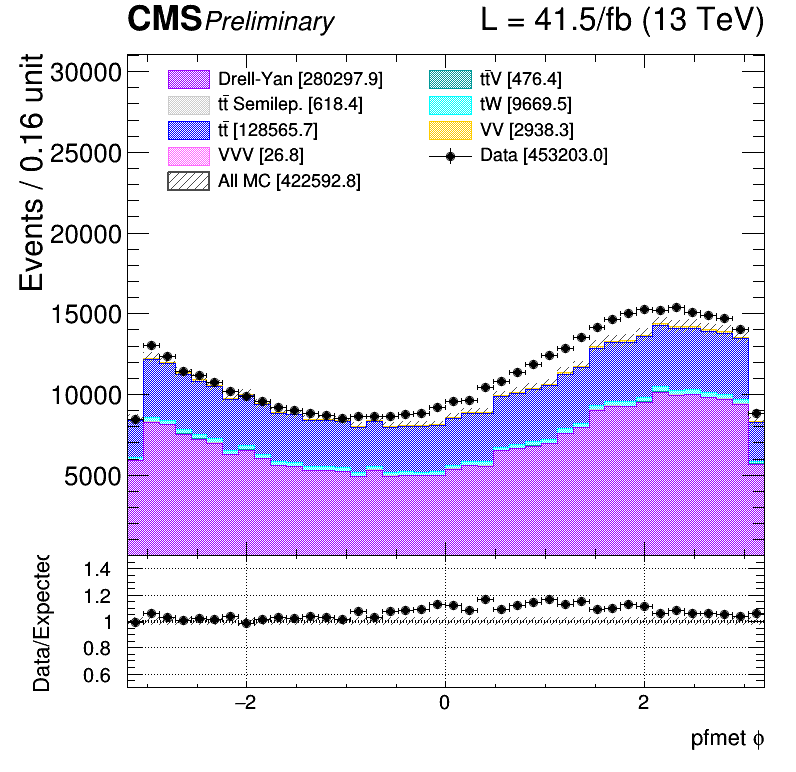 CMS Preliminary L = 41.5/fb (13 TeV)
Events / 0.16 unit
30000
25000
20000
15000
10000
5000
Drell-Yan [280297.9]
tt̄ Semilep. [618.4]
tt̄ [128565.7]
VVV [26.8]
All MC [422592.8]
tt̄V [476.4]
tW [9669.5]
VV [2938.3]
Data [453203.0]
Data/Expected
1.4
1.2
1
0.8
0.6
−2 0 2
pfmet ϕ